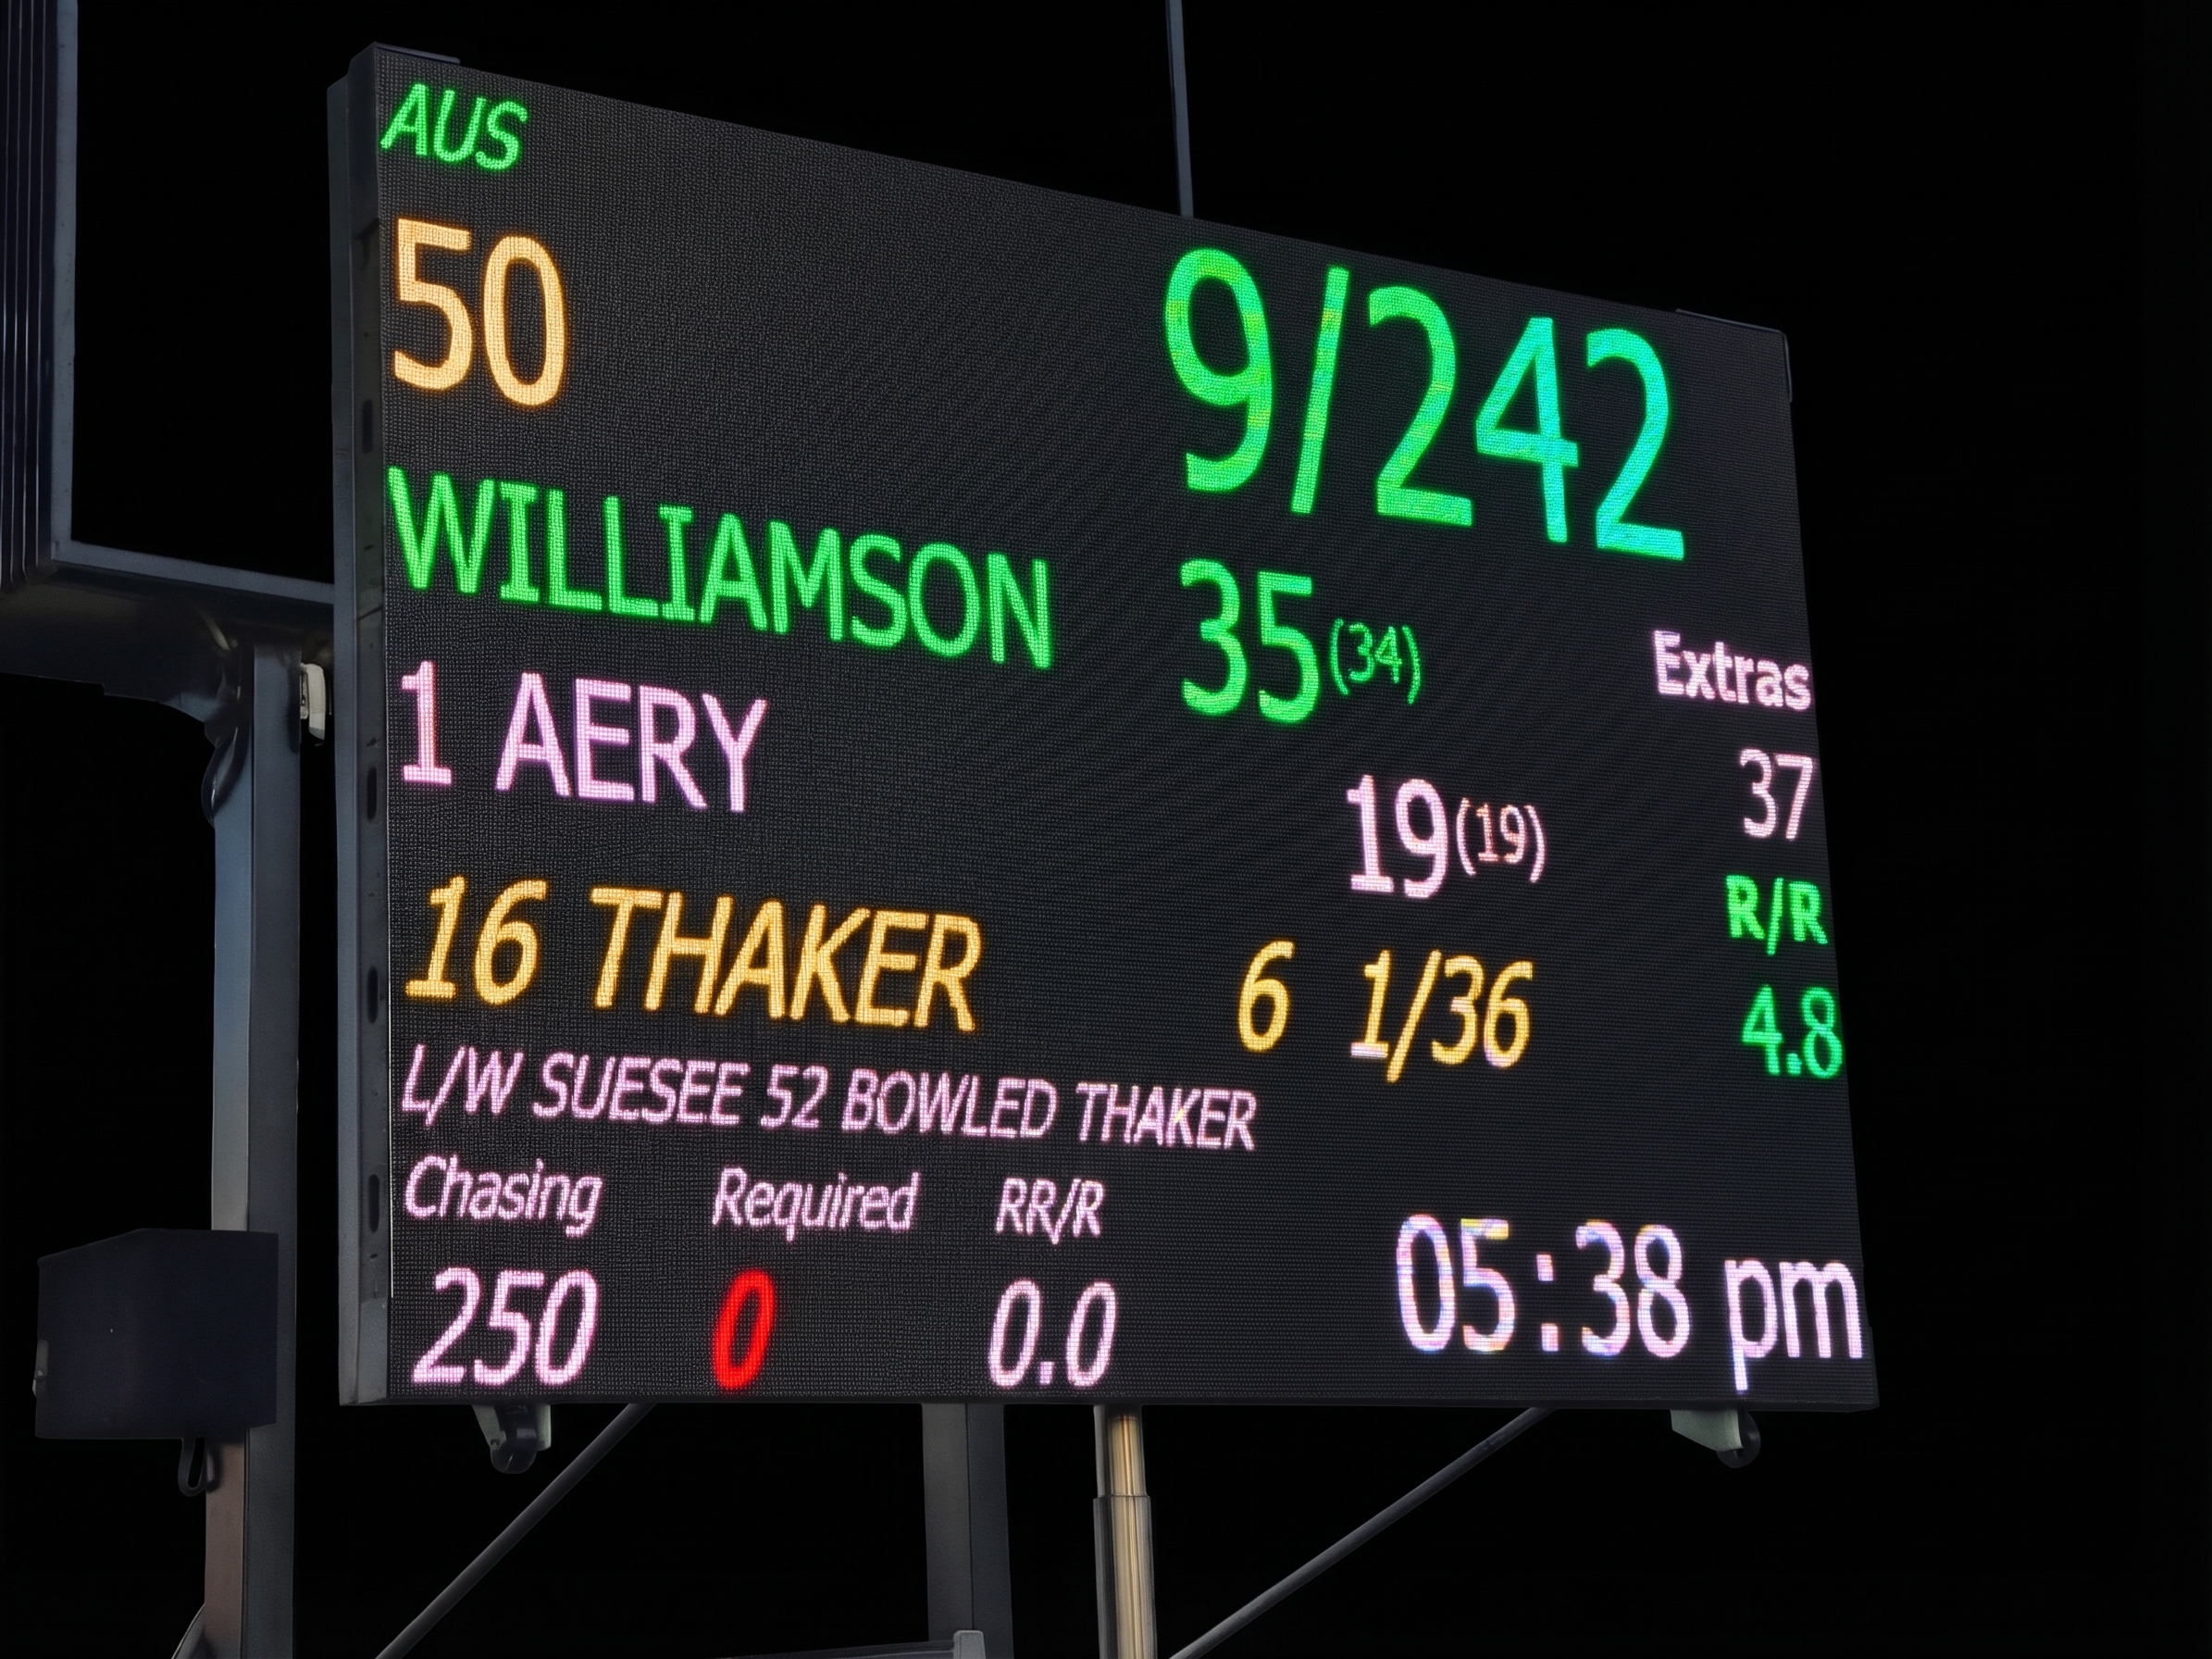 AUS
50 9/242
WILLIAMSON 35(34)
1 AERY 19(19)
Extras
37
16 THAKER 6 1/36
R/R
4.8
L/W SUESEE 52 BOWLED THAKER
Chasing Required RR/R
250 0 0.0
05:38 pm